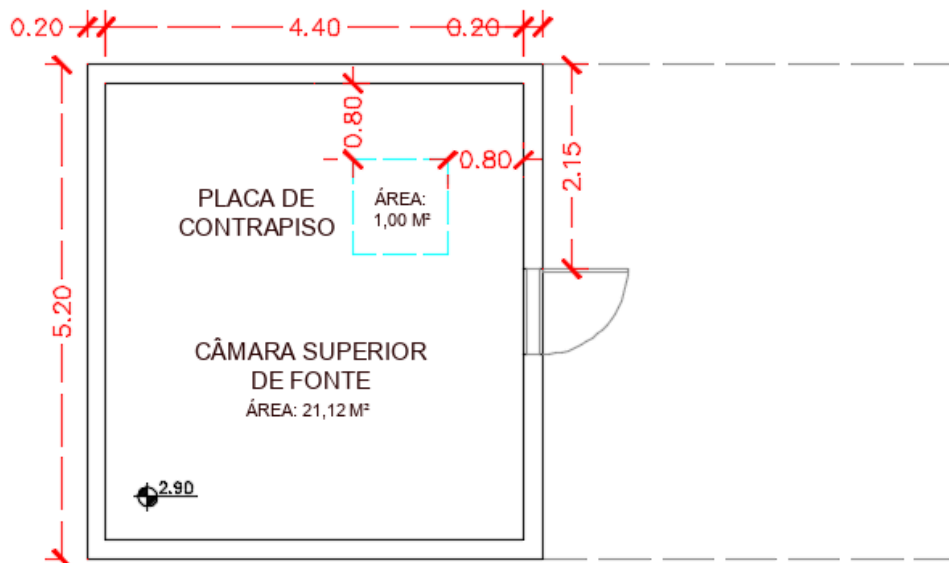 0.20
4.40
0.20
0.80
0.80
2.15
PLACA DE
CONTRAPISO
ÁREA:
1,00 M²
5.20
CÂMARA SUPERIOR
DE FONTE
ÁREA: 21,12 M²
2.90